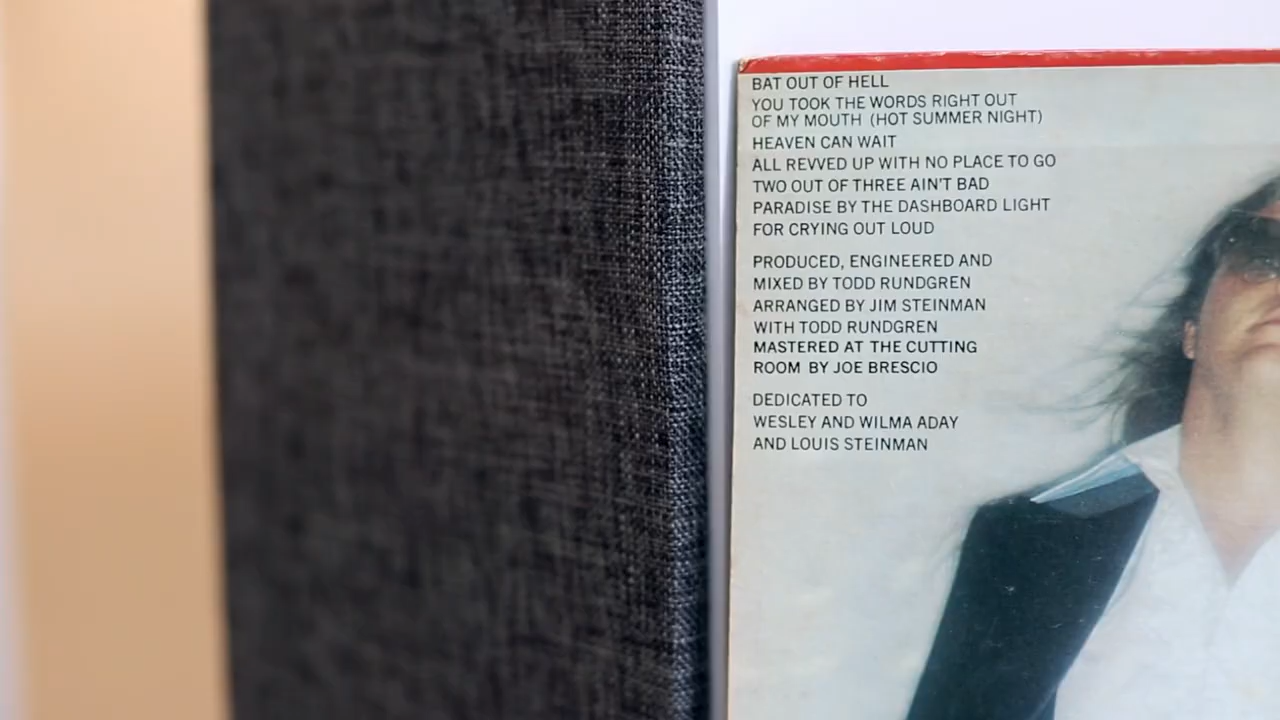 BAT OUT OF HELL
YOU TOOK THE WORDS RIGHT OUT
OF MY MOUTH (HOT SUMMER NIGHT)
HEAVEN CAN WAIT
ALL REVVED UP WITH NO PLACE TO GO
TWO OUT OF THREE AIN'T BAD
PARADISE BY THE DASHBOARD LIGHT
FOR CRYING OUT LOUD
PRODUCED, ENGINEERED AND
MIXED BY TODD RUNDGREN
ARRANGED BY JIM STEINMAN
WITH TODD RUNDGREN
MASTERED AT THE CUTTING
ROOM BY JOE BRESCIO
DEDICATED TO
WESLEY AND WILMA ADAY
AND LOUIS STEINMAN